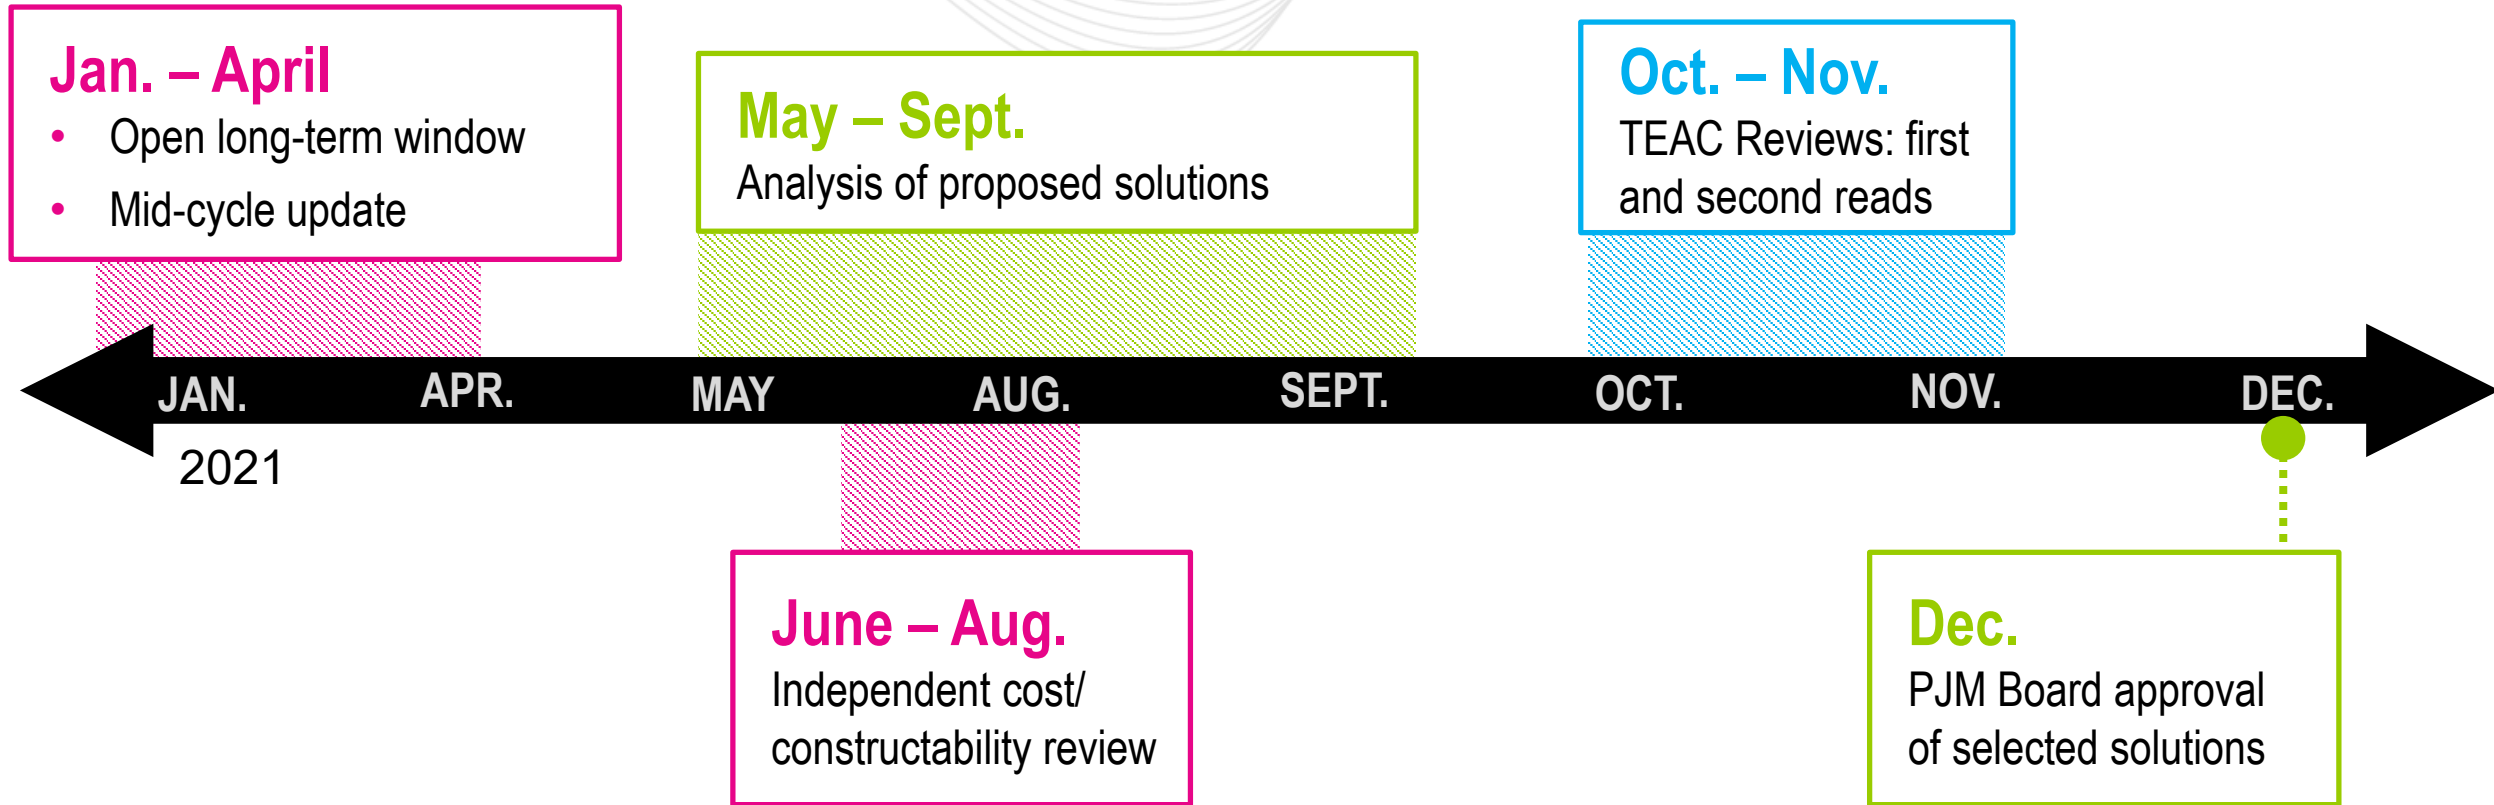 Jan. – April
• Open long-term window
• Mid-cycle update
May – Sept.
Analysis of proposed solutions
Oct. – Nov.
TEAC Reviews: first
and second reads
JAN. APR. MAY AUG. SEPT. OCT. NOV. DEC.
2021
June – Aug.
Independent cost/
constructability review
Dec.
PJM Board approval
of selected solutions